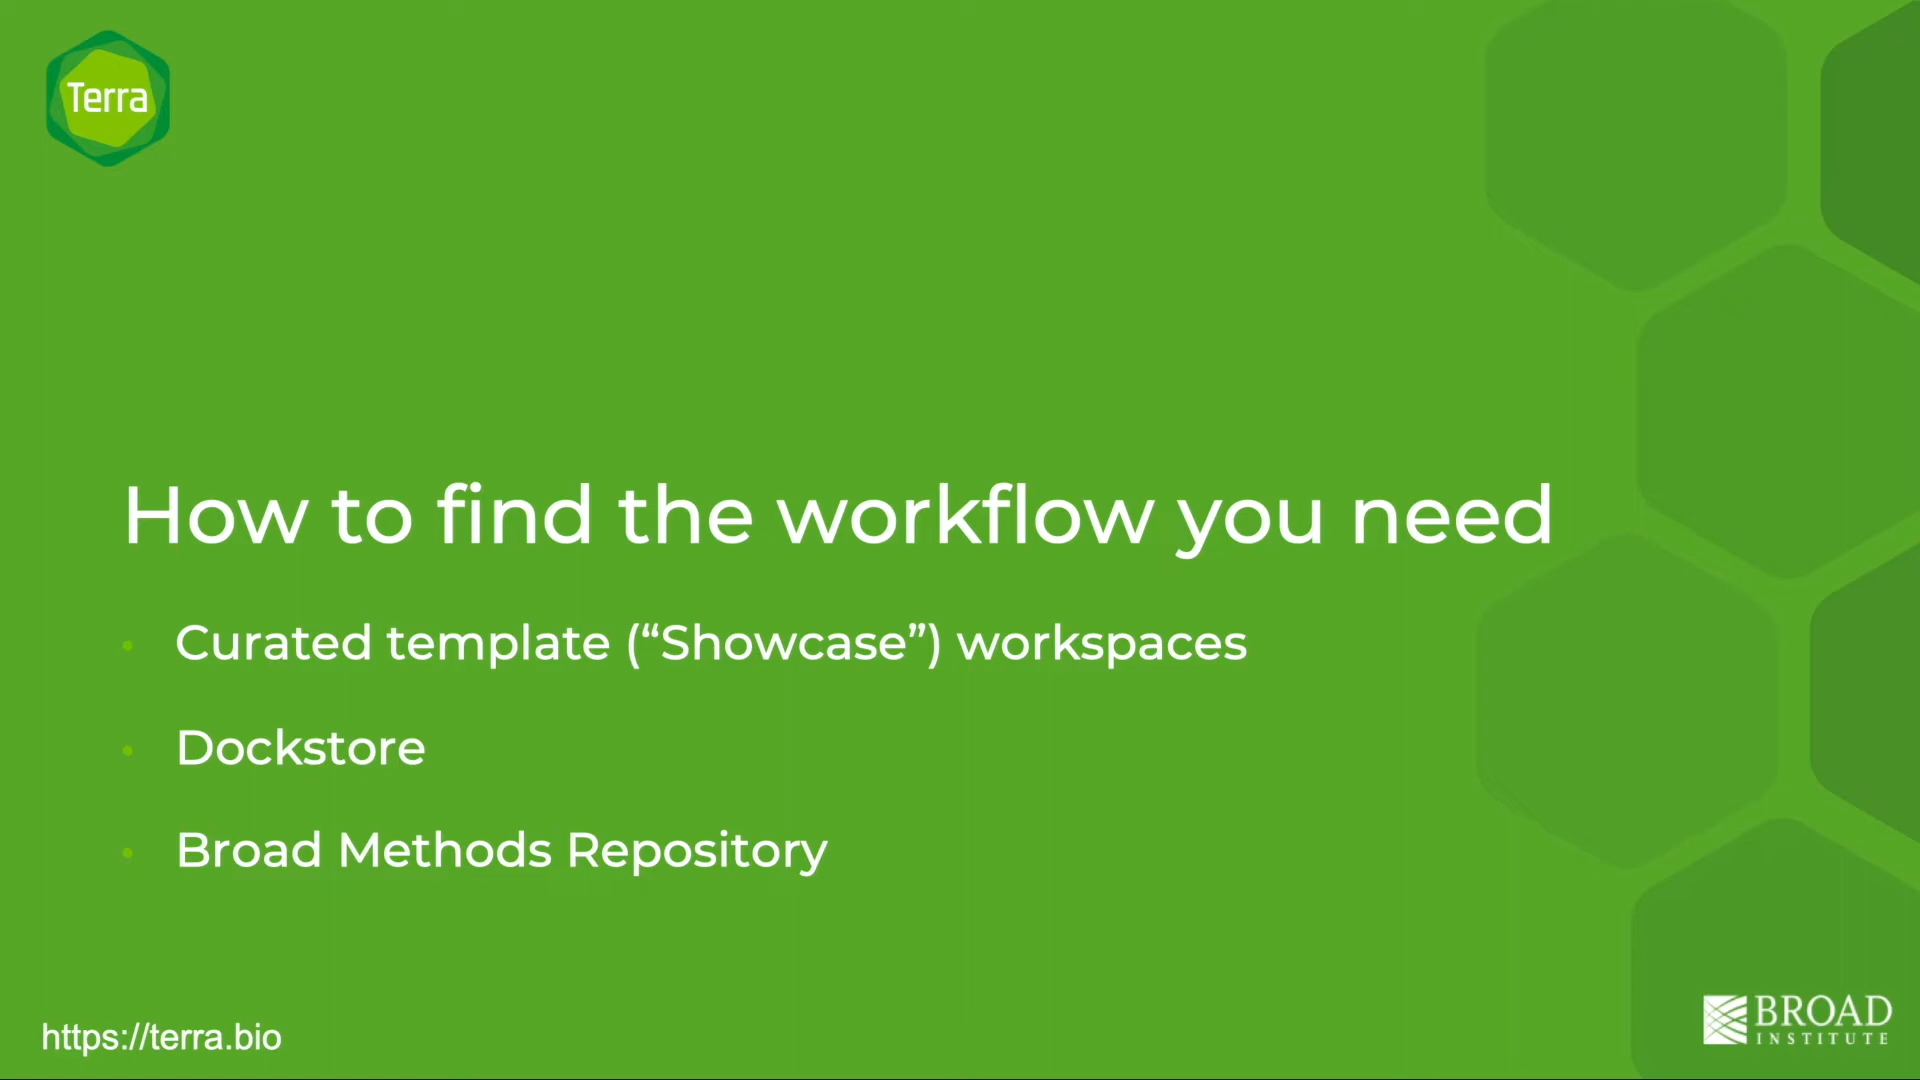 Terra
How to find the workflow you need
• Curated template (“Showcase”) workspaces
• Dockstore
• Broad Methods Repository
https://terra.bio
BROAD
INSTITUTE